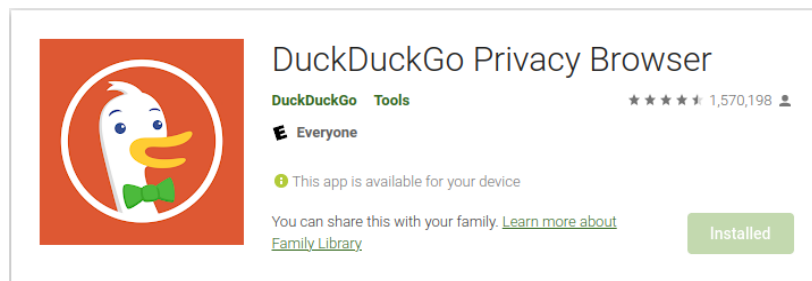 DuckDuckGo Privacy Browser
DuckDuckGo Tools 1,570,198
E Everyone
This app is available for your device
You can share this with your family. Learn more about
Family Library
Installed